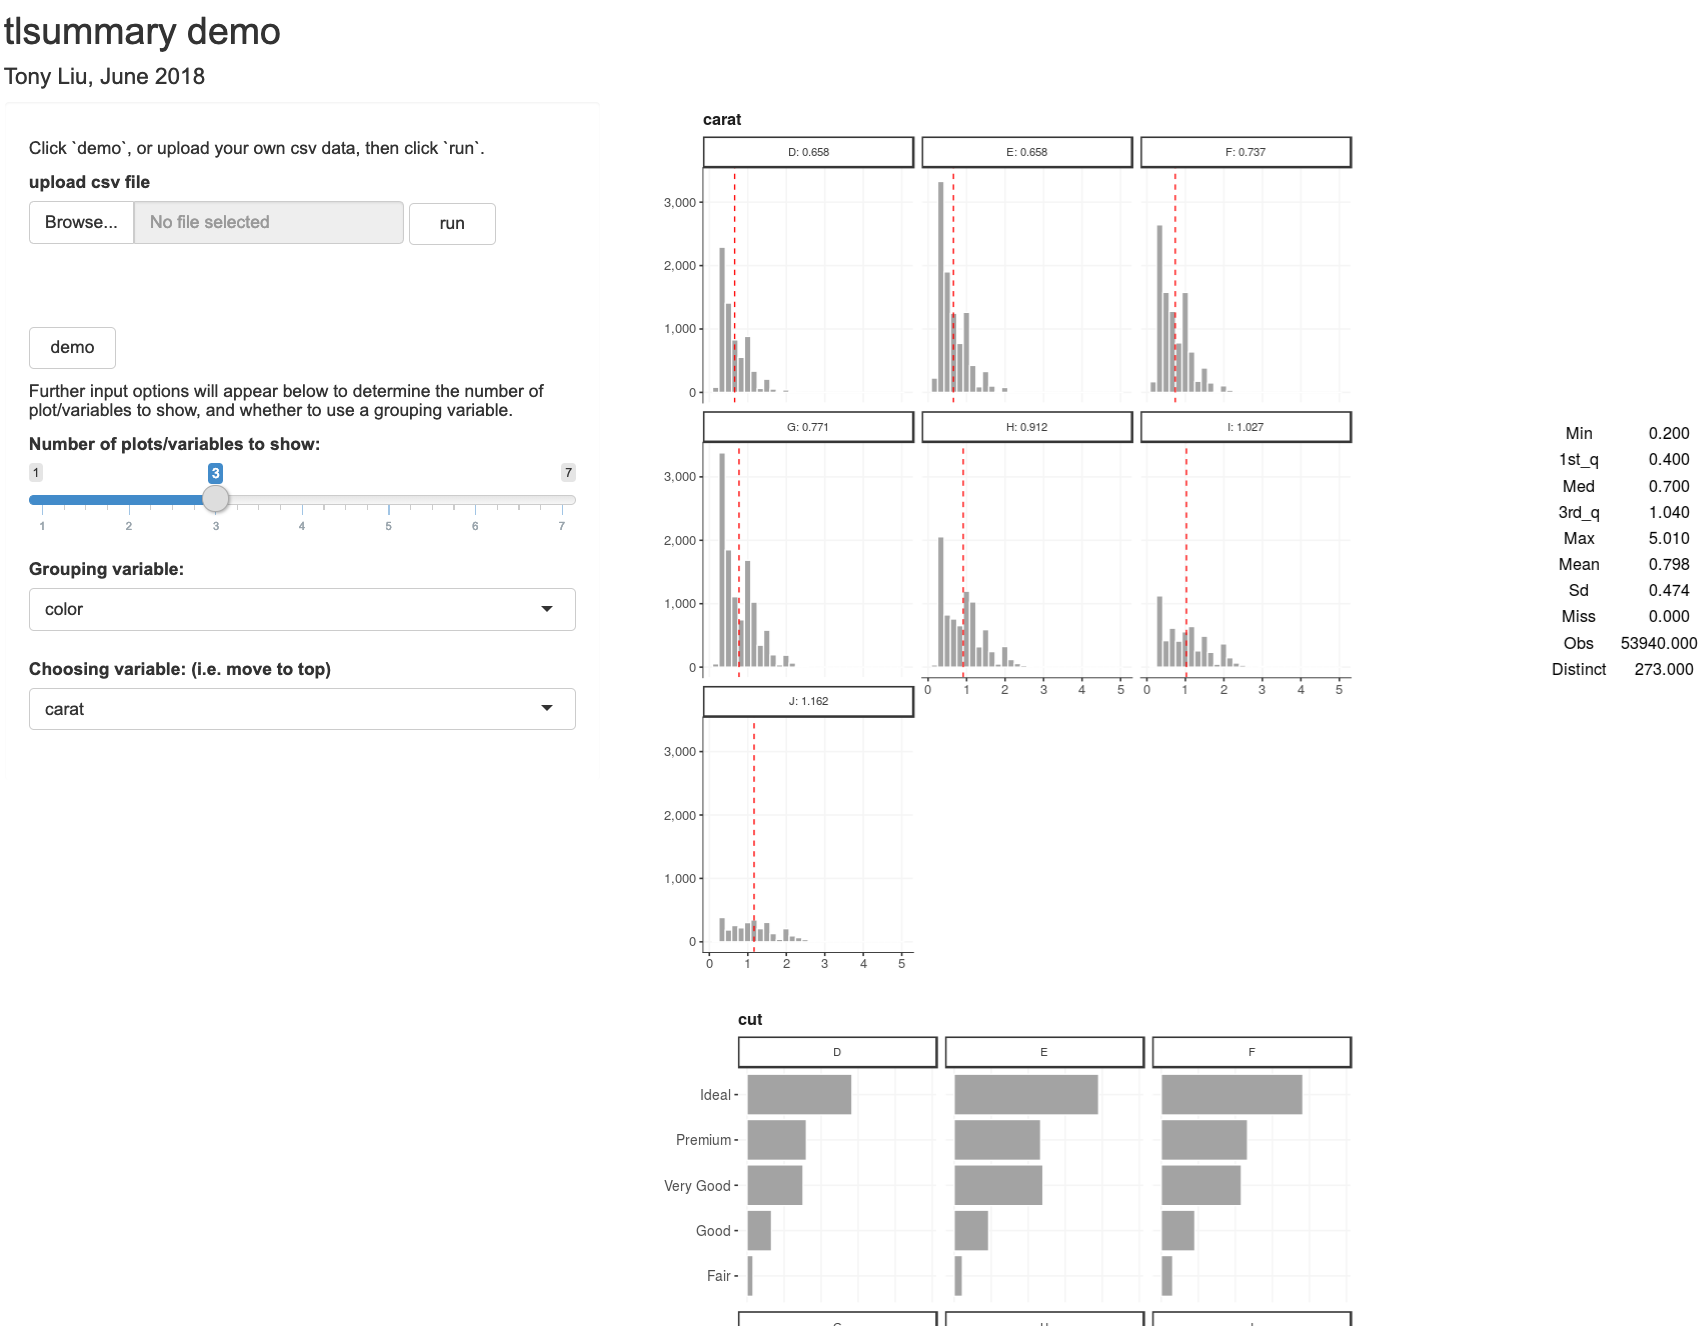 tlsummary demo
Tony Liu, June 2018
Click `demo`, or upload your own csv data, then click `run`.
upload csv file
Browse... No file selected run
demo
Further input options will appear below to determine the number of
plot/variables to show, and whether to use a grouping variable.
Number of plots/variables to show:
1 3 7
1 2 3 4 5 6 7
Grouping variable:
color
Choosing variable: (i.e. move to top)
carat
carat
D: 0.658 E: 0.658 F: 0.737
3,000
2,000
1,000
0
G: 0.771 H: 0.912 I: 1.027
3,000
2,000
1,000
0
0 1 2 3 4 5 0 1 2 3 4 5
J: 1.162
3,000
2,000
1,000
0
0 1 2 3 4 5
Min 0.200
1st_q 0.400
Med 0.700
3rd_q 1.040
Max 5.010
Mean 0.798
Sd 0.474
Miss 0.000
Obs 53940.000
Distinct 273.000
cut
D E F
Ideal
Premium
Very Good
Good
Fair